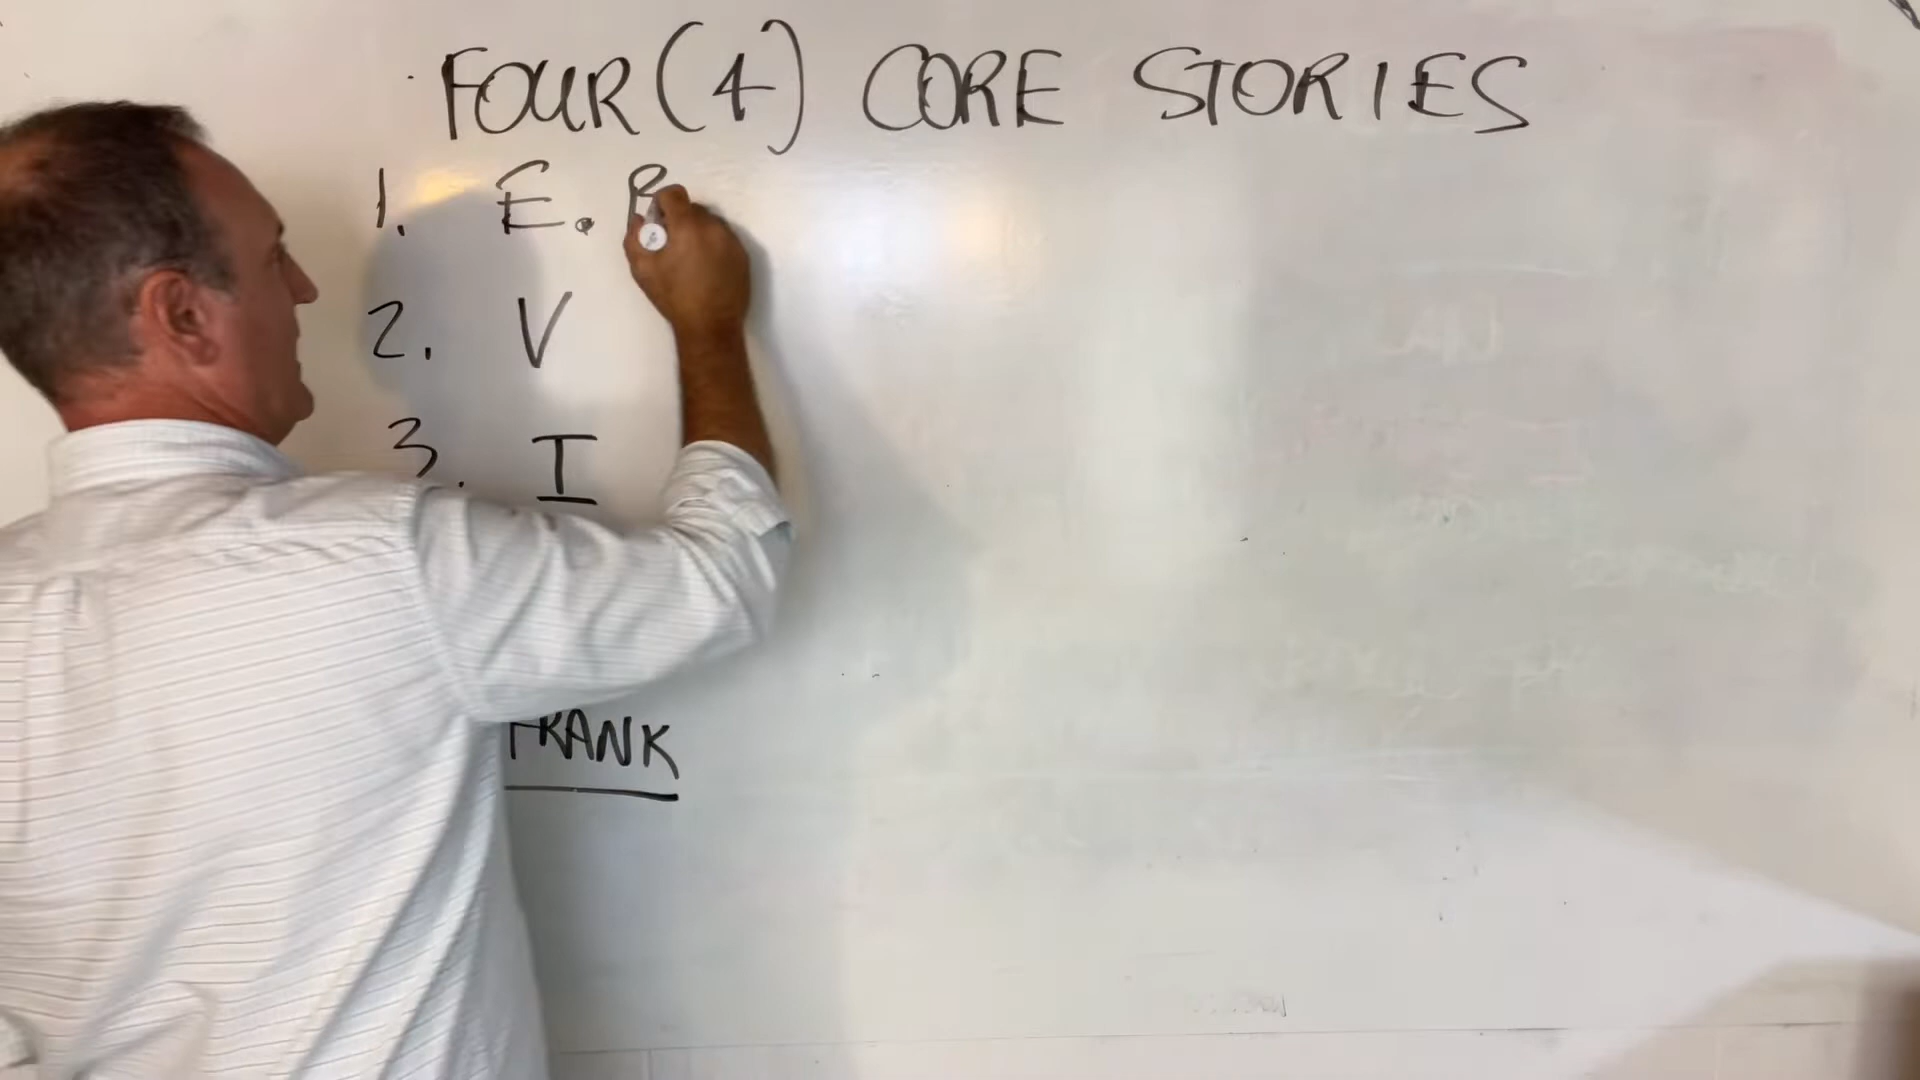 FOUR (4) CORE STORIES
1. E. R
2. V
3. I
FRANK